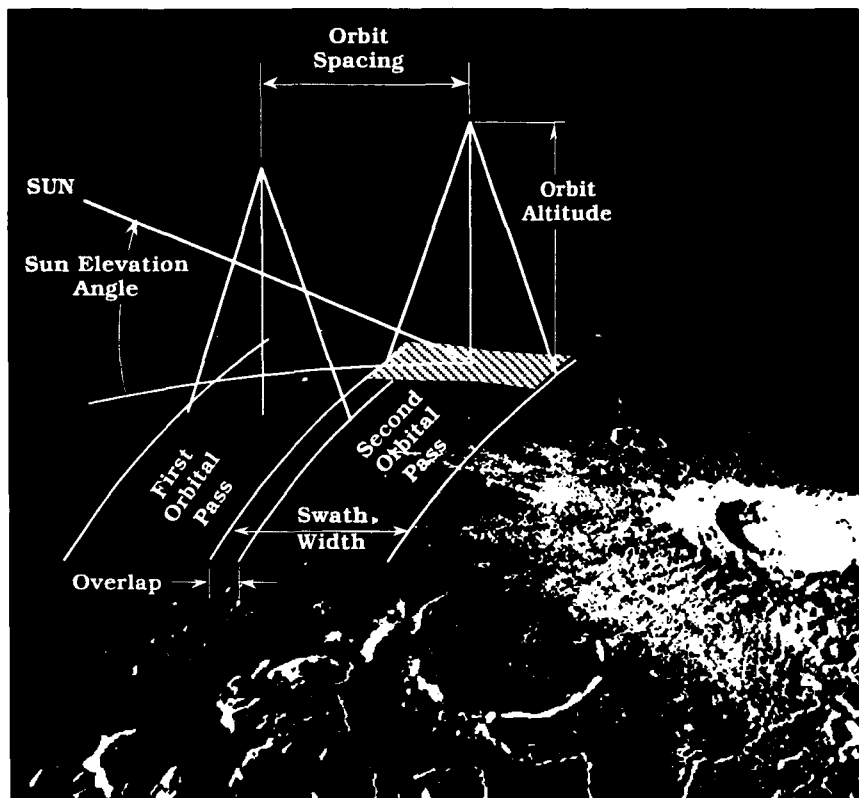 Orbit
Spacing
SUN
Orbit
Altitude
Sun Elevation
Angle
First
Orbital
Pass
Second
Orbital
Pass
Swath
Width
Overlap